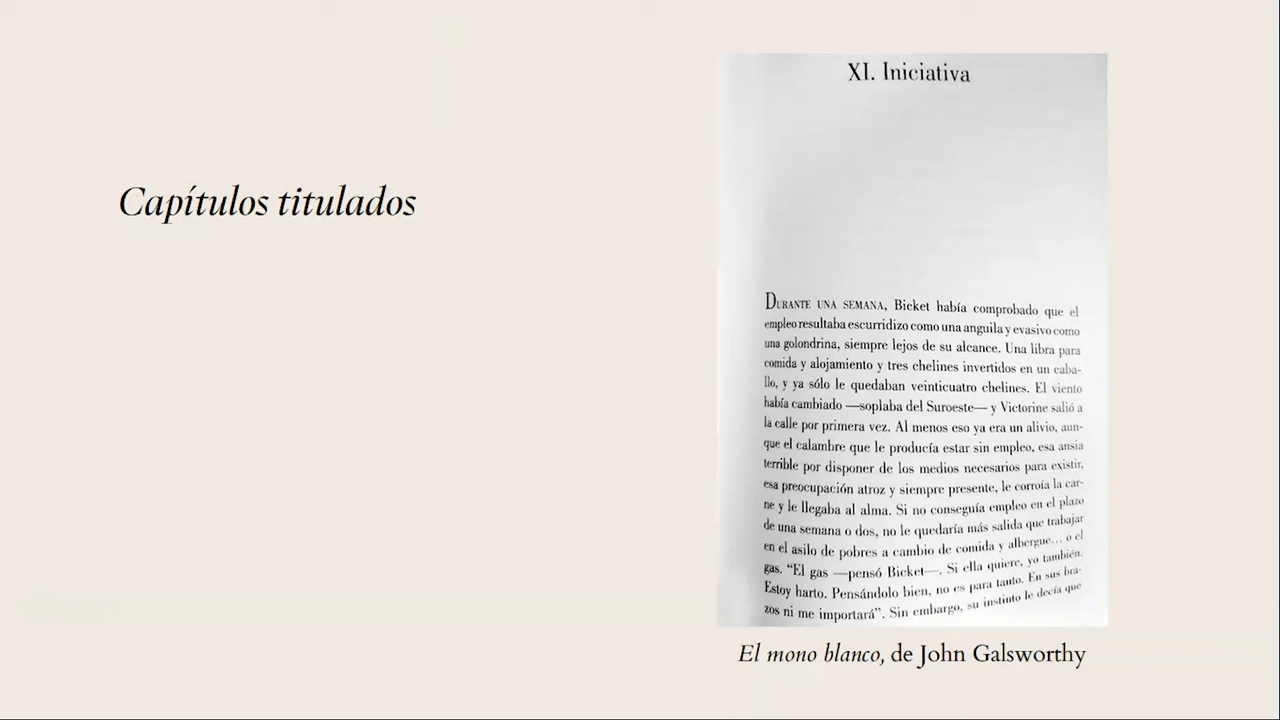 Capítulos titulados
XI. Iniciativa
DURANTE UNA SEMANA, Bicket había comprobado que el
empleo resultaba escurridizo como una anguila y evasivo como
una golondrina, siempre lejos de su alcance. Una libra para
comida y alojamiento y tres chelines invertidos en un caba-
llo, y ya sólo le quedaban veinticuatro chelines. El viento
había cambiado —soplaba del Suroeste— y Victorine salió a
la calle por primera vez. Al menos eso ya era un alivio, aun-
que el calambre que le producía estar sin empleo, esa ansia
terrible por disponer de los medios necesarios para existir,
esa preocupación atroz y siempre presente, le corroía la car-
ne y le llegaba al alma. Si no conseguía empleo en el plazo
de una semana o dos, no le quedaría más salida que trabajar
en el asilo de pobres a cambio de comida y albergue… o el
gas. “El gas —pensó Bicket—. Si ella quiere, yo también.
Estoy harto. Pensándolo bien, no es para tanto. En sus bra-
zos ni me importará”. Sin embargo, su instinto le decía que
El mono blanco, de John Galsworthy